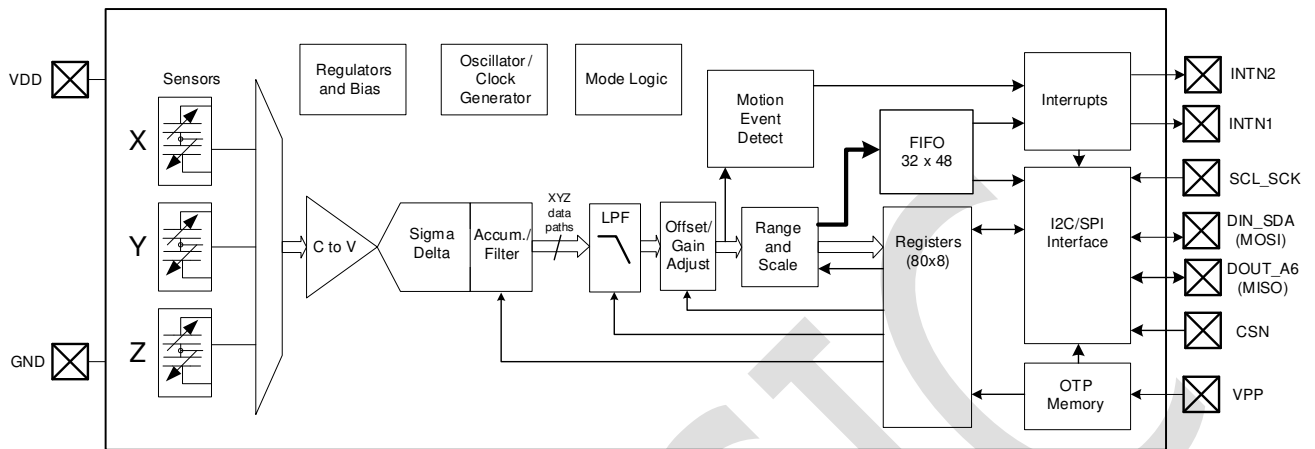 VDD
GND
Sensors
X
Y
Z
Regulators
and Bias
Oscillator /
Clock
Generator
Mode Logic
C to V
Sigma
Delta
Accum./
Filter
XYZ
data
paths
LPF
Offset/
Gain
Adjust
Motion
Event
Detect
Range
and
Scale
FIFO
32 x 48
Registers
(80x8)
Interrupts
I2C/SPI
Interface
OTP
Memory
INTN2
INTN1
SCL_SCK
DIN_SDA
(MOSI)
DOUT_A6
(MISO)
CSN
VPP